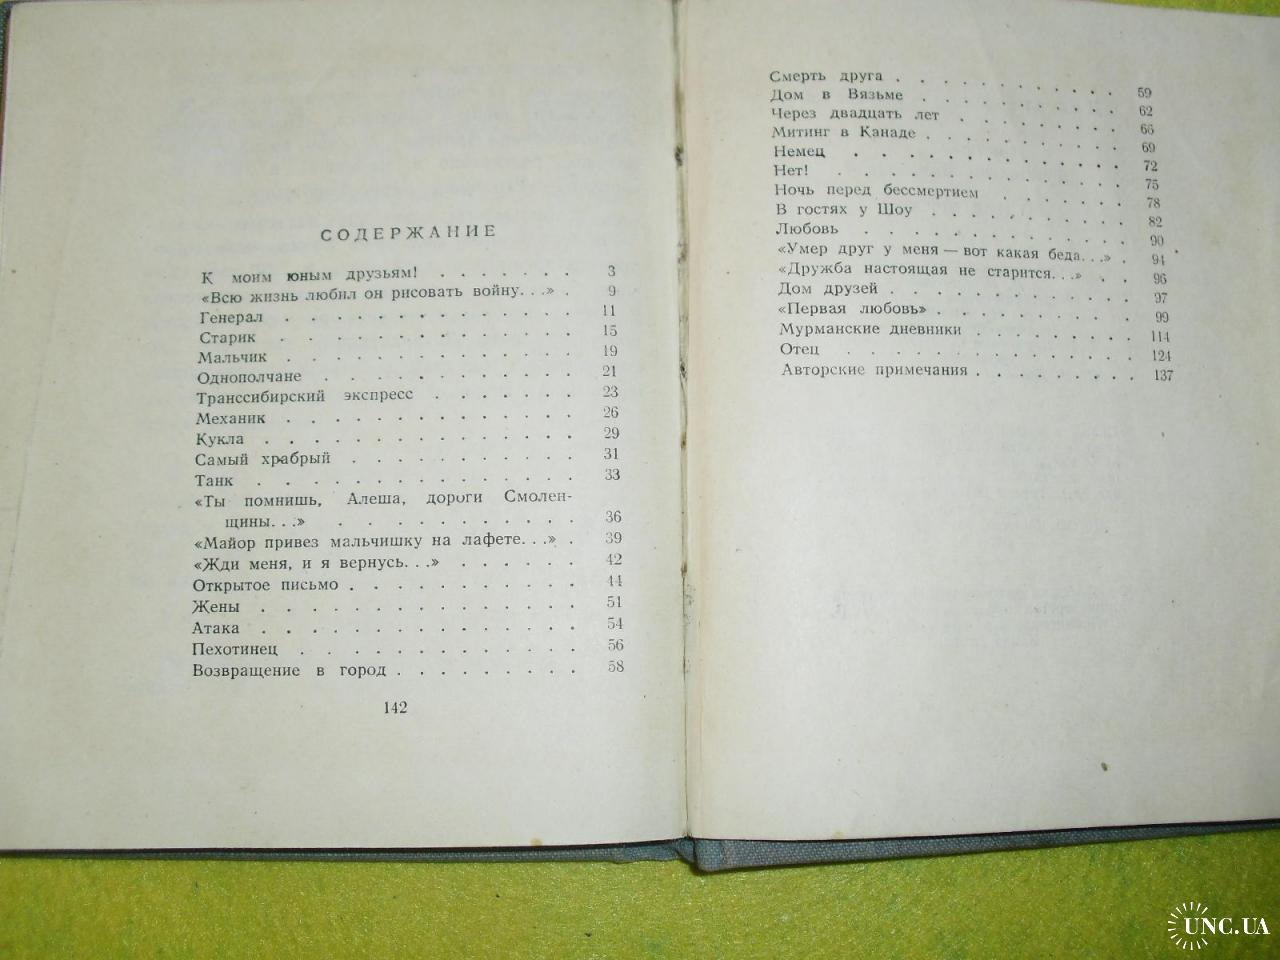 СОДЕРЖАНИЕ
К моим юным друзьям! . . . . . . . 3
«Всю жизнь любил он рисовать войну. . .» . 9
Генерал . . . . . . . . . . . . . 11
Старик . . . . . . . . . . . . . 15
Мальчик . . . . . . . . . . . . . 19
Однополчане . . . . . . . . . . . 21
Транссибирский экспресс . . . . . . . 23
Механик . . . . . . . . . . . . . 26
Кукла . . . . . . . . . . . . . . 29
Самый храбрый . . . . . . . . . . 31
Танк . . . . . . . . . . . . . . 33
«Ты помнишь, Алеша, дороги Смолен-
щины. . .» . . . . . . . . . . . 36
«Майор привез мальчишку на лафете. . .» . 39
«Жди меня, и я вернусь. . .» . . . . . . 42
Открытое письмо . . . . . . . . . . 44
Жены . . . . . . . . . . . . . . 51
Атака . . . . . . . . . . . . . . 54
Пехотинец . . . . . . . . . . . . 56
Возвращение в город . . . . . . . . 58
142
Смерть друга . . . . . . . . . . . 59
Дом в Вязьме . . . . . . . . . . 62
Через двадцать лет . . . . . . . . 66
Митинг в Канаде . . . . . . . . . 69
Немец . . . . . . . . . . . . . 72
Нет! . . . . . . . . . . . . . . 75
Ночь перед бессмертием . . . . . . 78
В гостях у Шоу . . . . . . . . . . 82
Любовь . . . . . . . . . . . . . 90
«Умер друг у меня — вот какая беда. . .» . 94
«Дружба настоящая не старится. . .» . . 96
Дом друзей . . . . . . . . . . . . 97
«Первая любовь» . . . . . . . . . 99
Мурманские дневники . . . . . . . . 114
Отец . . . . . . . . . . . . . . 124
Авторские примечания . . . . . . . . 137
UNC.UA